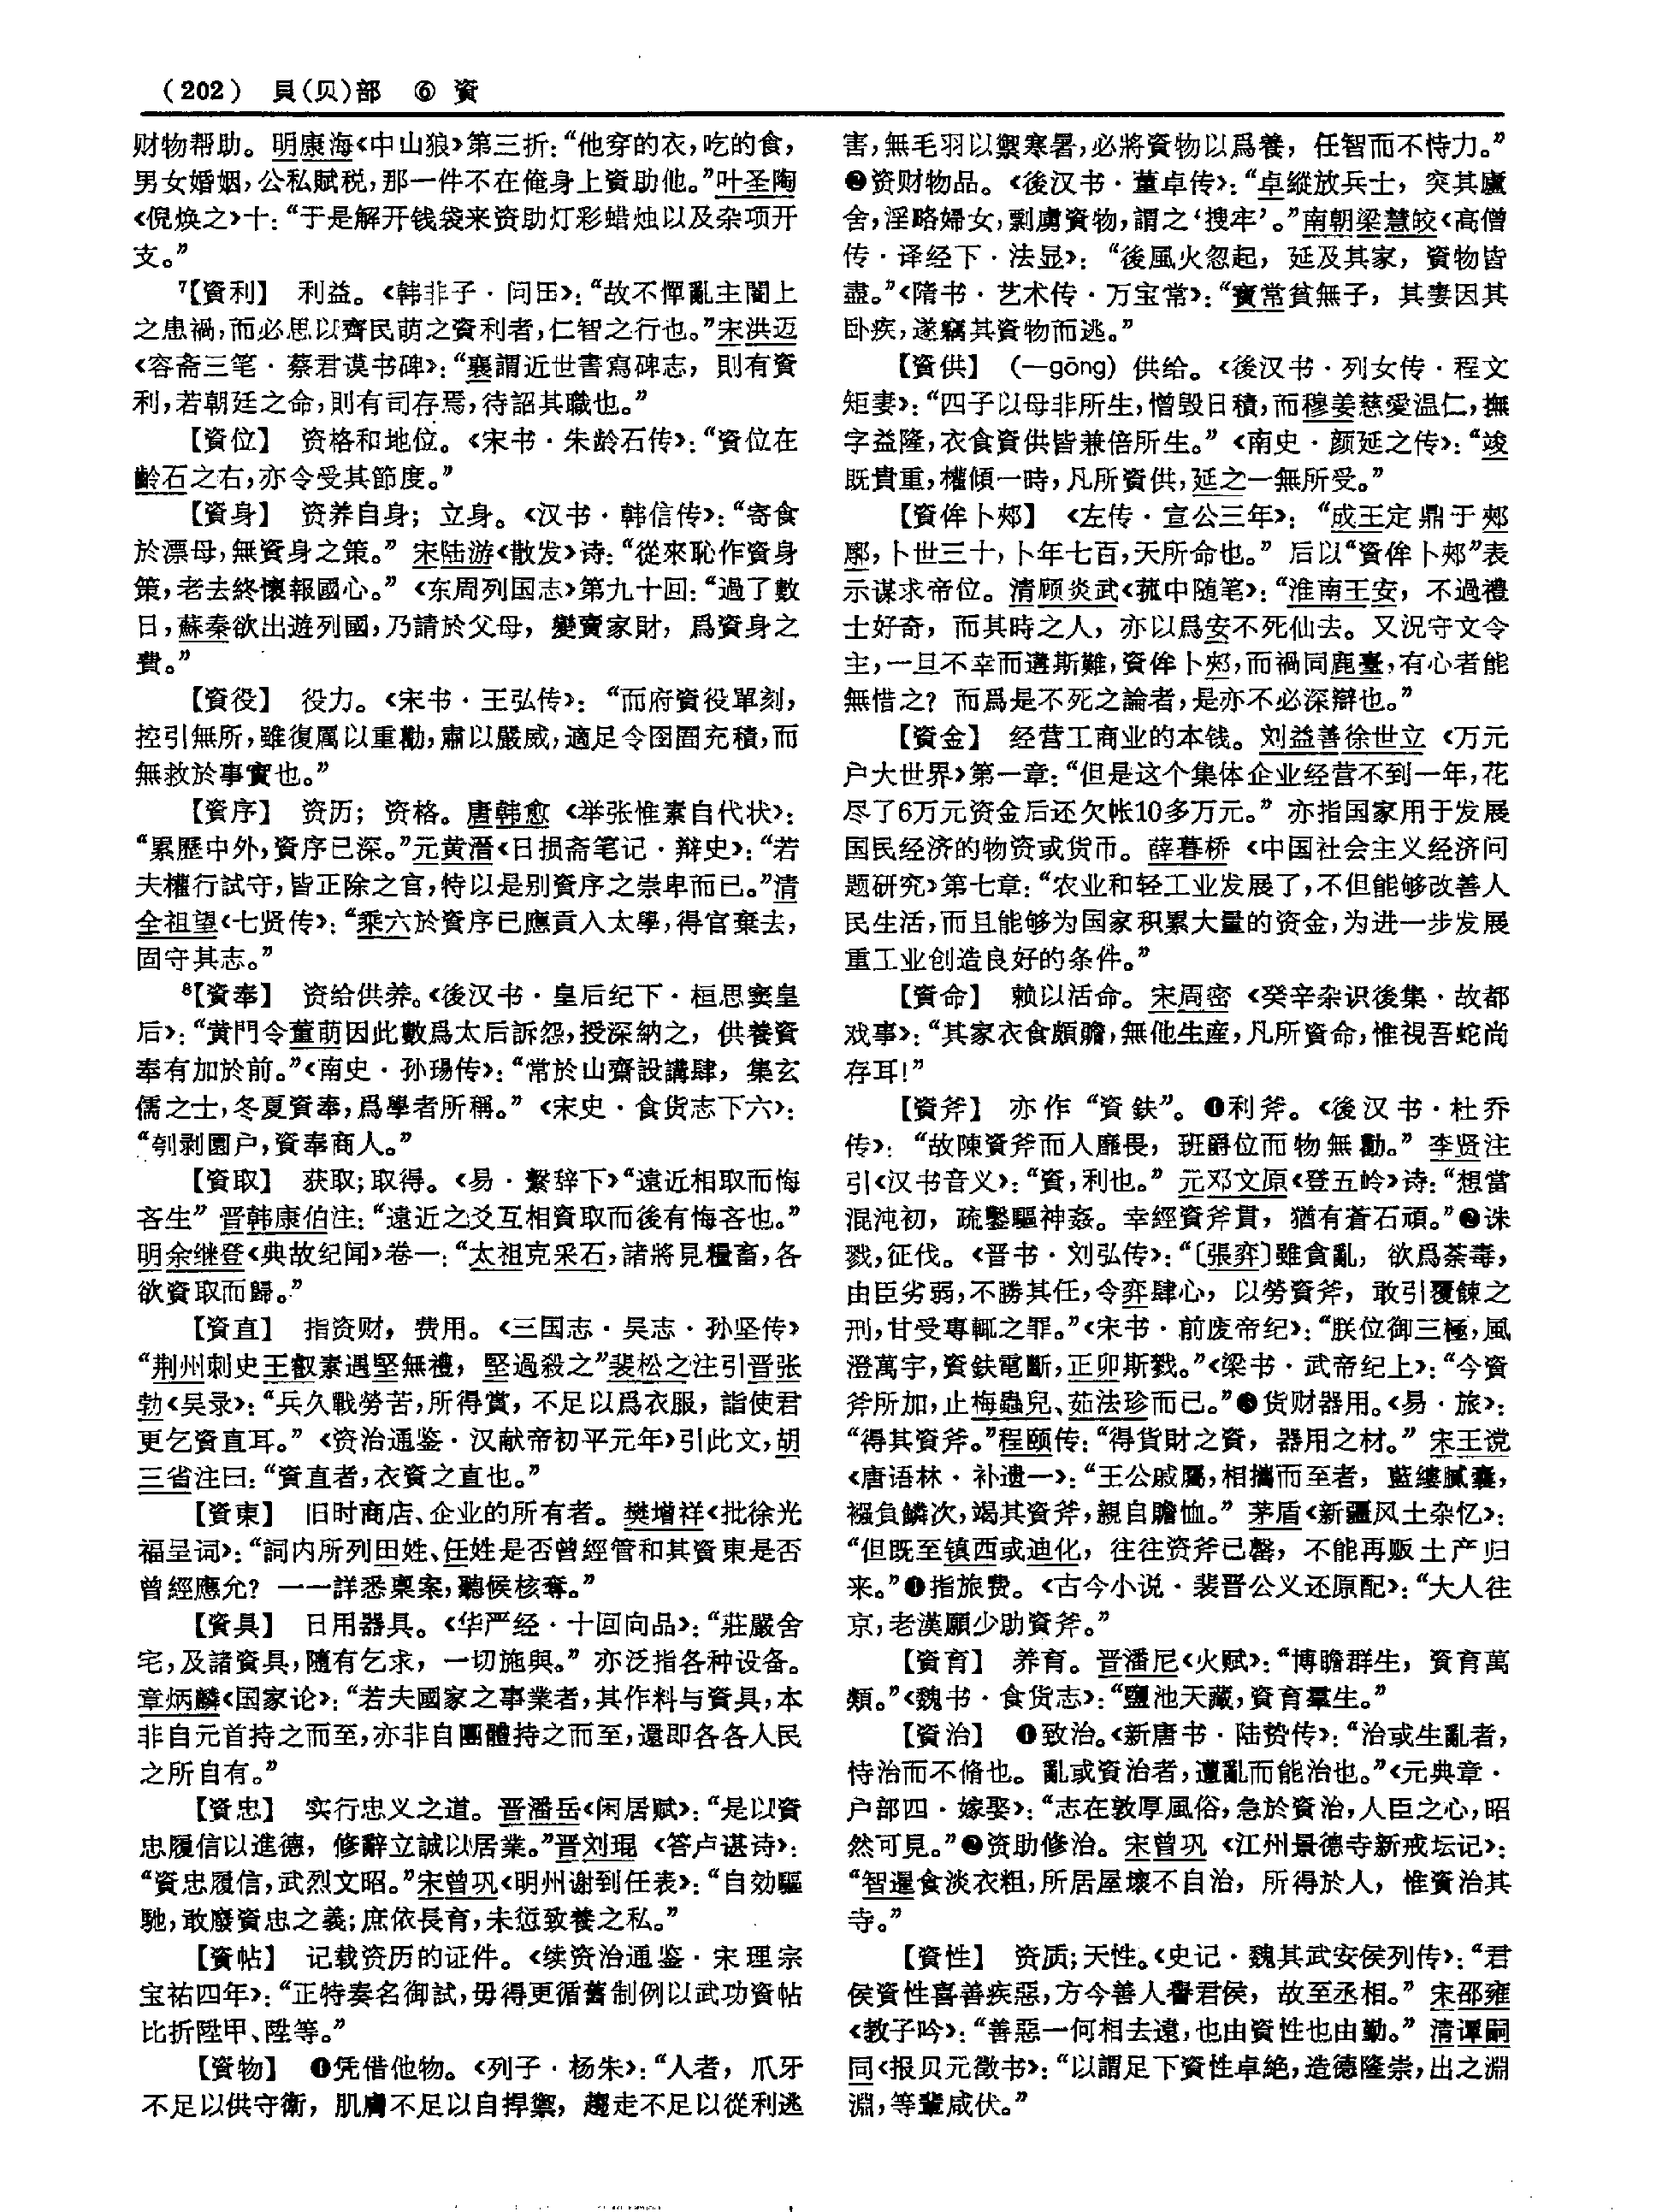 （202） 貝（贝）部 ⑥ 資
财物帮助。明康海《中山狼》第三折：“他穿的衣，吃的食，
男女婚姻，公私賦税，那一件不在俺身上資助他。”叶圣陶
《倪焕之》十：“于是解开钱袋来资助灯彩蜡烛以及杂项开
支。”
7【資利】 利益。《韩非子·问田》：“故不憚亂主闇上
之患禍，而必思以齊民萌之資利者，仁智之行也。”宋洪迈
《容斋三笔·蔡君谟书碑》：“襄謂近世書寫碑志，則有資
利，若朝廷之命，則有司存焉，待詔其職也。”
【資位】 资格和地位。《宋书·朱龄石传》：“資位在
齡石之右，亦令受其節度。”
【資身】 资养自身；立身。《汉书·韩信传》：“寄食
於漂母，無資身之策。” 宋陆游《散发》诗：“從來恥作資身
策，老去終懷報國心。” 《东周列国志》第九十回：“過了數
日，蘇秦欲出遊列國，乃請於父母，變賣家財，爲資身之
費。”
【資役】 役力。《宋书·王弘传》：“而府資役單刻，
控引無所，雖復厲以重勸，肅以嚴威，適足令囹圄充積，而
無救於事實也。”
【資序】 资历；资格。唐韩愈《举张惟素自代状》：
“累歷中外，資序已深。”元黄溍《日损斋笔记·辩史》：“若
夫權行試守，皆正除之官，特以是别資序之崇卑而已。”清
全祖望《七贤传》：“乘六於資序已應貢入太學，得官棄去，
固守其志。”
8【資奉】 资给供养。《後汉书·皇后纪下·桓思窦皇
后》：“黄門令董萌因此數爲太后訴怨，授深納之，供養資
奉有加於前。”《南史·孙瑒传》：“常於山齋設講肆，集玄
儒之士，冬夏資奉，爲學者所稱。” 《宋史·食货志下六》：
“刳剥園户，資奉商人。”
【資取】 获取；取得。《易·繫辞下》“遠近相取而悔
吝生” 晋韩康伯注：“遠近之爻互相資取而後有悔吝也。”
明余继登《典故纪闻》卷一：“太祖克采石，諸將見糧畜，各
欲資取而歸。”
【資直】 指资财，费用。《三国志·吴志·孙坚传》
“荆州刺史王叡素遇堅無禮，堅過殺之”裴松之注引晋张
勃《吴录》：“兵久戰勞苦，所得賞，不足以爲衣服，詣使君
更乞資直耳。” 《资治通鉴·汉献帝初平元年》引此文，胡
三省注曰：“資直者，衣資之直也。”
【資東】 旧时商店、企业的所有者。樊增祥《批徐光
福呈词》：“詞内所列田姓、任姓是否曾經管和其資東是否
曾經應允？一一詳悉稟案，聽候核奪。”
【資具】 日用器具。《华严经·十回向品》：“莊嚴舍
宅，及諸資具，隨有乞求，一切施與。” 亦泛指各种设备。
章炳麟《国家论》：“若夫國家之事業者，其作料与資具，本
非自元首持之而至，亦非自團體持之而至，還即各各人民
之所自有。”
【資忠】 实行忠义之道。晋潘岳《闲居赋》：“是以資
忠履信以進德，修辭立誠以居業。”晋刘琨《答卢谌诗》：
“資忠履信，武烈文昭。”宋曾巩《明州谢到任表》：“自効驅
馳，敢廢資忠之義；庶依長育，未愆致養之私。”
【資帖】 记载资历的证件。《续资治通鉴·宋理宗
宝祐四年》：“正特奏名御試，毋得更循舊制例以武功資帖
比折陞甲、陞等。”
【資物】 ❶凭借他物。《列子·杨朱》：“人者，爪牙
不足以供守衛，肌膚不足以自捍禦，趨走不足以從利逃
害，無毛羽以禦寒暑，必將資物以爲養，任智而不恃力。”
❷资财物品。《後汉书·董卓传》：“卓縱放兵士，突其廬
舍，淫略婦女，剽虜資物，謂之‘搜牢’。”南朝梁慧皎《高僧
传·译经下·法显》：“後風火忽起，延及其家，資物皆
盡。”《隋书·艺术传·万宝常》：“寶常貧無子，其妻因其
卧疾，遂竊其資物而逃。”
【資供】 （—gōng）供给。《後汉书·列女传·程文
矩妻》：“四子以母非所生，憎毁日積，而穆姜慈愛温仁，撫
字益隆，衣食資供皆兼倍所生。” 《南史·颜延之传》：“竣
既貴重，權傾一時，凡所資供，延之一無所受。”
【資侔卜郟】 《左传·宣公三年》：“成王定鼎于郟
鄏，卜世三十，卜年七百，天所命也。” 后以“資侔卜郟”表
示谋求帝位。清顾炎武《菰中随笔》：“淮南王安，不過禮
士好奇，而其時之人，亦以爲安不死仙去。又況守文令
主，一旦不幸而遘斯難，資侔卜郟，而禍同鹿臺，有心者能
無惜之？而爲是不死之論者，是亦不必深辯也。”
【資金】 经营工商业的本钱。刘益善徐世立《万元
户大世界》第一章：“但是这个集体企业经营不到一年，花
尽了6万元资金后还欠帐10多万元。” 亦指国家用于发展
国民经济的物资或货币。薛暮桥《中国社会主义经济问
题研究》第七章：“农业和轻工业发展了，不但能够改善人
民生活，而且能够为国家积累大量的资金，为进一步发展
重工业创造良好的条件。”
【資命】 赖以活命。宋周密《癸辛杂识後集·故都
戏事》：“其家衣食頗贍，無他生産，凡所資命，惟視吾蛇尚
存耳！”
【資斧】 亦作“資鈇”。❶利斧。《後汉书·杜乔
传》：“故陳資斧而人靡畏，班爵位而物無勸。” 李贤注
引《汉书音义》：“資，利也。” 元邓文原《登五岭》诗：“想當
混沌初，疏鑿驅神姦。幸經資斧貫，猶有蒼石頑。”❷诛
戮，征伐。《晋书·刘弘传》：“〔張弈〕雖貪亂，欲爲荼毒，
由臣劣弱，不勝其任，令弈肆心，以勞資斧，敢引覆餗之
刑，甘受專輒之罪。”《宋书·前废帝纪》：“朕位御三極，風
澄萬宇，資鈇電斷，正卯斯戮。”《梁书·武帝纪上》：“今資
斧所加，止梅蟲兒、茹法珍而已。”❸货财器用。《易·旅》：
“得其資斧。”程颐传：“得貨財之資，器用之材。” 宋王谠
《唐语林·补遗一》：“王公戚屬，相攜而至者，藍縷膩囊，
襁負鱗次，竭其資斧，親自贍恤。” 茅盾《新疆风土杂忆》：
“但既至镇西或迪化，往往资斧已罄，不能再贩土产归
来。”❹指旅费。《古今小说·裴晋公义还原配》：“大人往
京，老漢願少助資斧。”
【資育】 养育。晋潘尼《火赋》：“博贍群生，資育萬
類。”《魏书·食货志》：“鹽池天藏，資育羣生。”
【資治】 ❶致治。《新唐书·陆贽传》：“治或生亂者，
恃治而不脩也。亂或資治者，遭亂而能治也。”《元典章·
户部四·嫁娶》：“志在敦厚風俗，急於資治，人臣之心，昭
然可見。”❷资助修治。宋曾巩《江州景德寺新戒坛记》：
“智暹食淡衣粗，所居屋壞不自治，所得於人，惟資治其
寺。”
【資性】 资质；天性。《史记·魏其武安侯列传》：“君
侯資性喜善疾惡，方今善人譽君侯，故至丞相。” 宋邵雍
《教子吟》：“善惡一何相去遠，也由資性也由勤。” 清谭嗣
同《报贝元徵书》：“以謂足下資性卓絶，造德隆崇，出之淵
淵，等輩咸伏。”